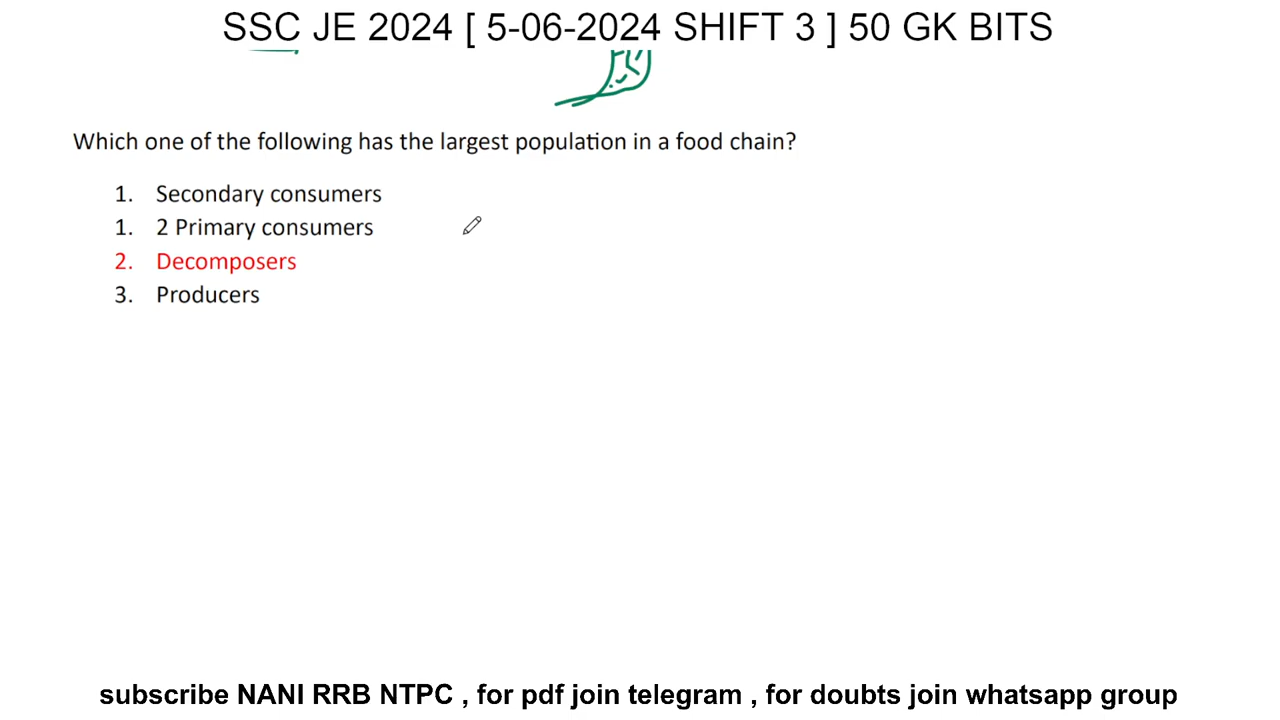 SSC JE 2024 [ 5-06-2024 SHIFT 3 ] 50 GK BITS
Which one of the following has the largest population in a food chain?
1. Secondary consumers
1. 2 Primary consumers
2. Decomposers
3. Producers
subscribe NANI RRB NTPC , for pdf join telegram , for doubts join whatsapp group